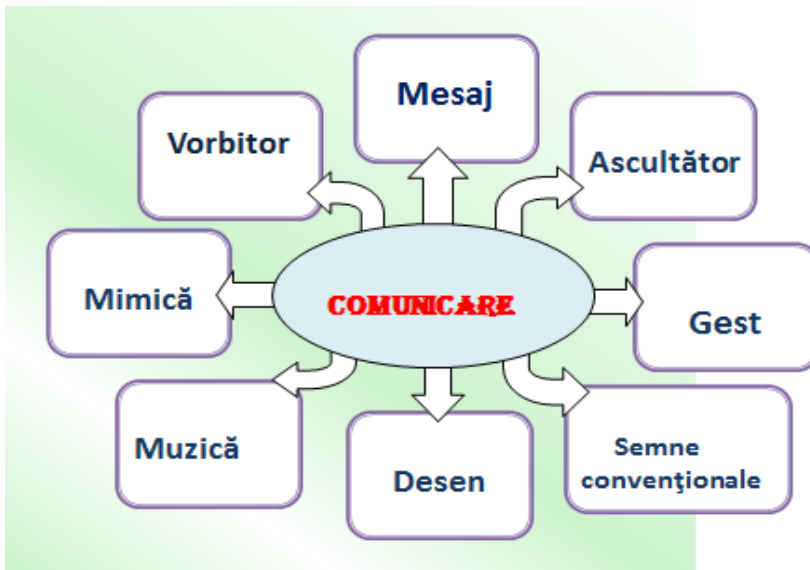 Mesaj
Vorbitor
Ascultător
Mimică
COMUNICARE
Gest
Muzică
Desen
Semne
convenţionale